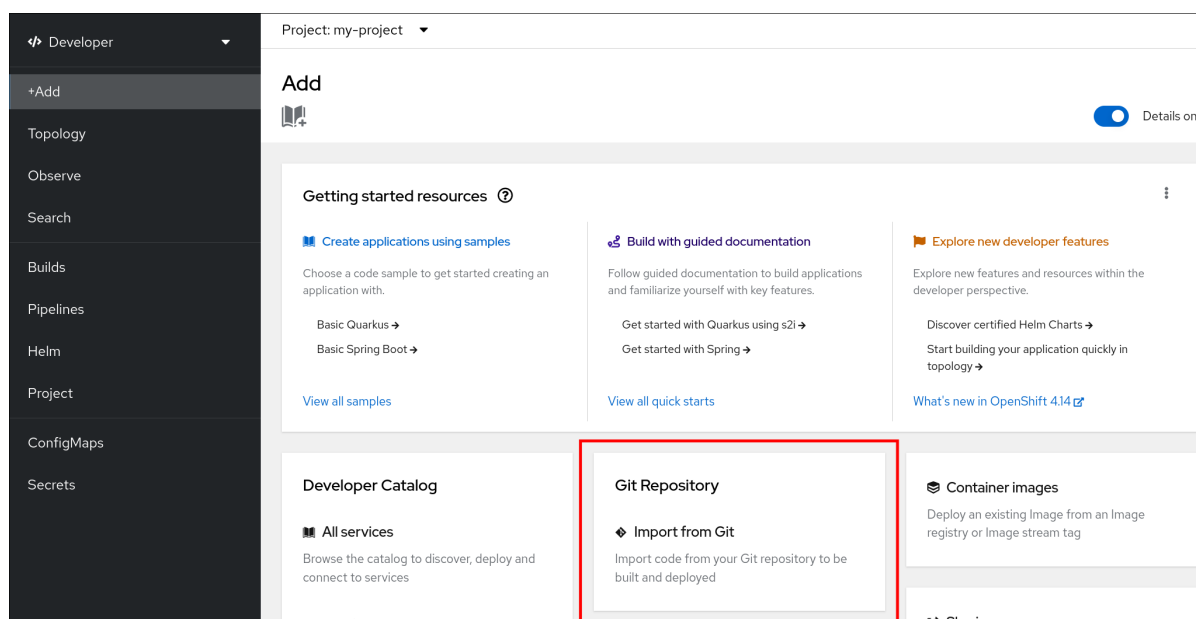 Developer
+Add
Topology
Observe
Search
Builds
Pipelines
Helm
Project
ConfigMaps
Secrets
Project: my-project
Add
Details on
Getting started resources
Create applications using samples
Choose a code sample to get started creating an
application with.
Basic Quarkus
Basic Spring Boot
View all samples
Build with guided documentation
Follow guided documentation to build applications
and familiarize yourself with key features.
Get started with Quarkus using s2i
Get started with Spring
View all quick starts
Explore new developer features
Explore new features and resources within the
developer perspective.
Discover certified Helm Charts
Start building your application quickly in
topology
What's new in OpenShift 4.14
Developer Catalog
All services
Browse the catalog to discover, deploy and
connect to services
Git Repository
Import from Git
Import code from your Git repository to be
built and deployed
Container images
Deploy an existing Image from an Image
registry or Image stream tag